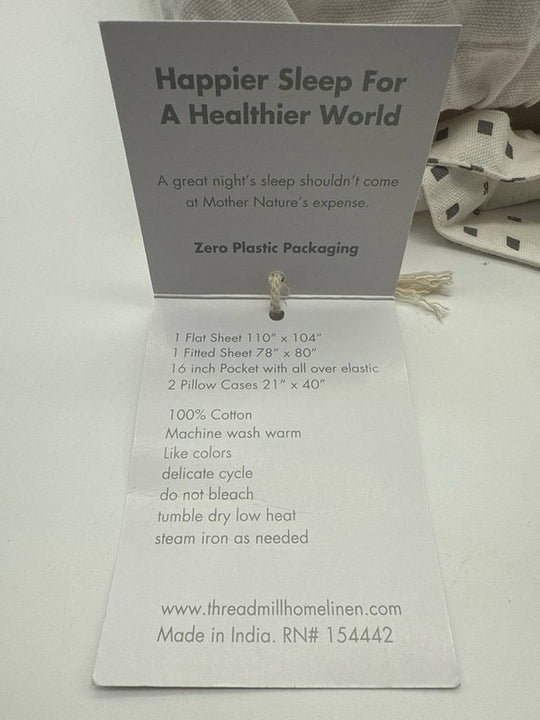 Happier Sleep For
A Healthier World
A great night's sleep shouldn't come
at Mother Nature's expense.
Zero Plastic Packaging
1 Flat Sheet 110" x 104"
1 Fitted Sheet 78" x 80"
16 inch Pocket with all over elastic
2 Pillow Cases 21" x 40"
100% Cotton
Machine wash warm
Like colors
delicate cycle
do not bleach
tumble dry low heat
steam iron as needed
www.threadmillhomelinen.com
Made in India. RN# 154442